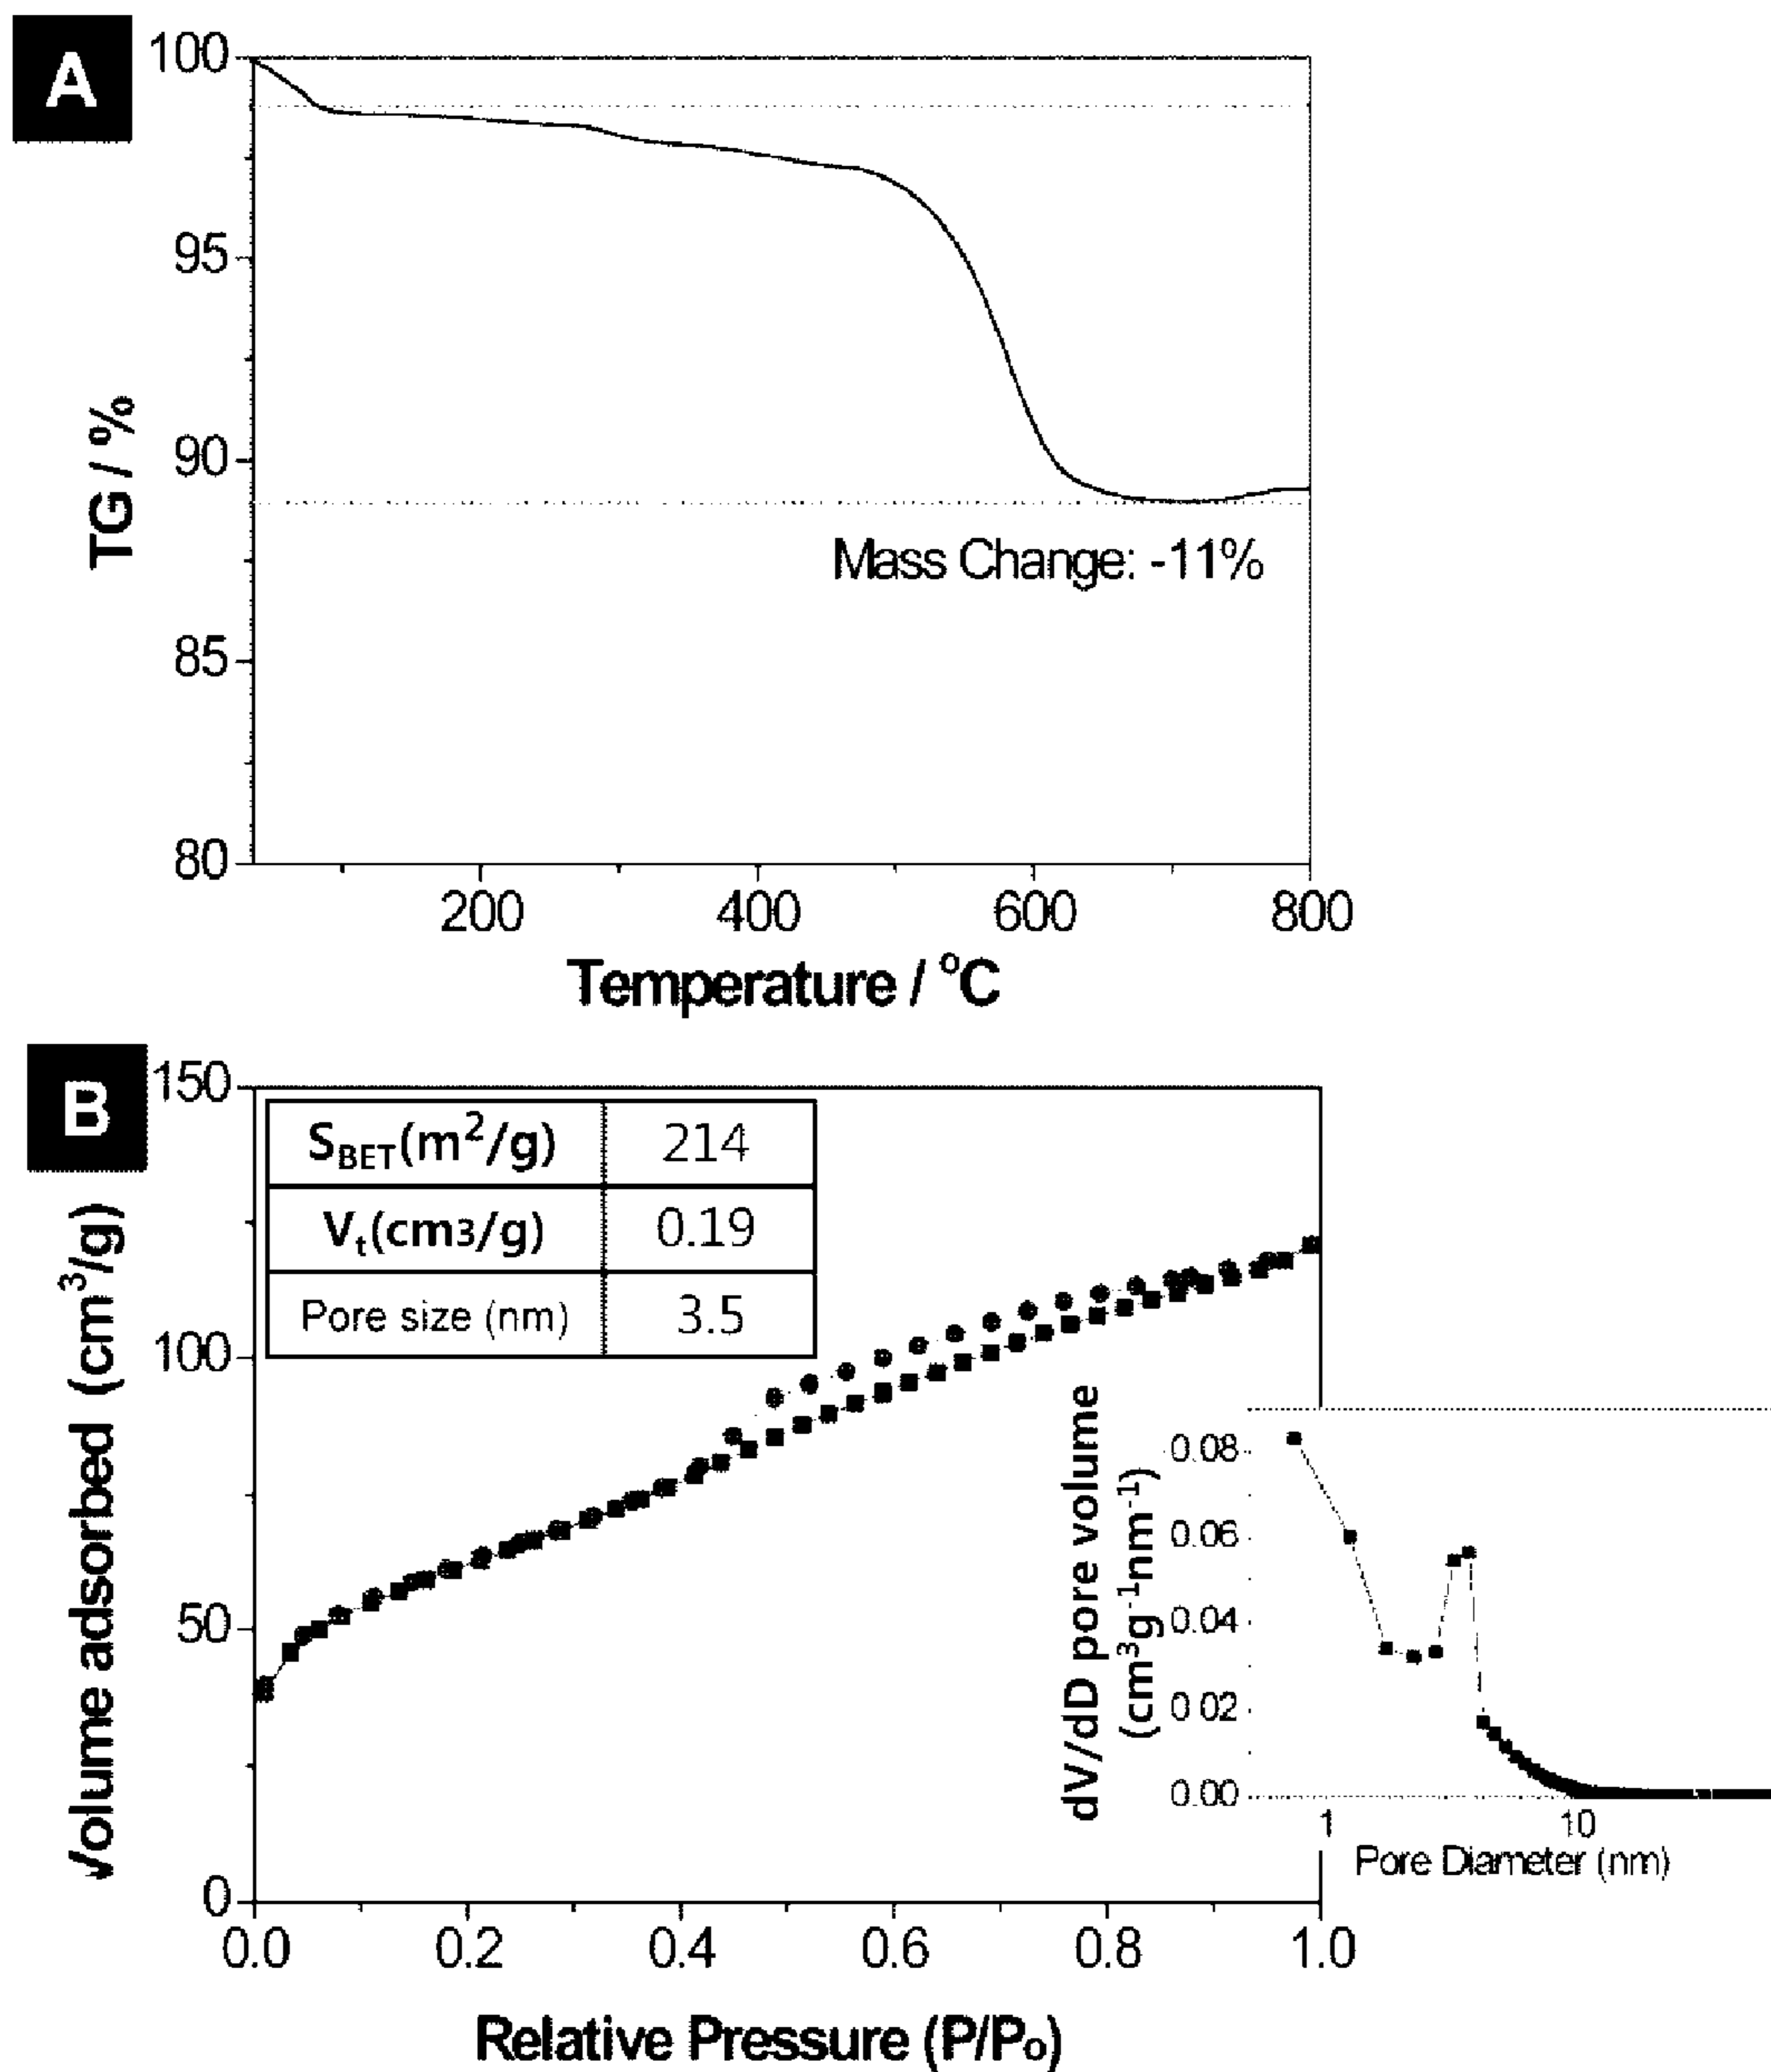 A
100
95
90
85
80
TG / %
Mass Change: -11%
200 400 600 800
Temperature / °C
B
150
100
50
0
Volume adsorbed (cm³/g)
S_BET(m²/g) 214
V_t(cm3/g) 0.19
Pore size (nm) 3.5
0.08
0.06
0.04
0.02
0.00
dV/dD pore volume
(cm³g⁻¹nm⁻¹)
1 10
Pore Diameter (nm)
0.0 0.2 0.4 0.6 0.8 1.0
Relative Pressure (P/P₀)